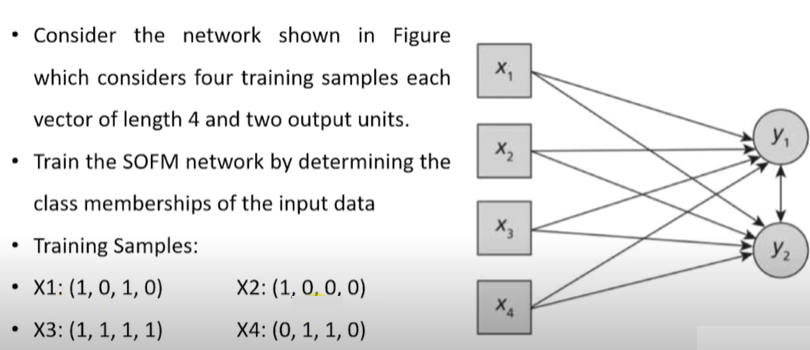 • Consider the network shown in Figure
which considers four training samples each
vector of length 4 and two output units.
• Train the SOFM network by determining the
class memberships of the input data
• Training Samples:
• X1: (1, 0, 1, 0) X2: (1, 0, 0, 0)
• X3: (1, 1, 1, 1) X4: (0, 1, 1, 0)
x₁
x₂
x₃
x₄
y₁
y₂